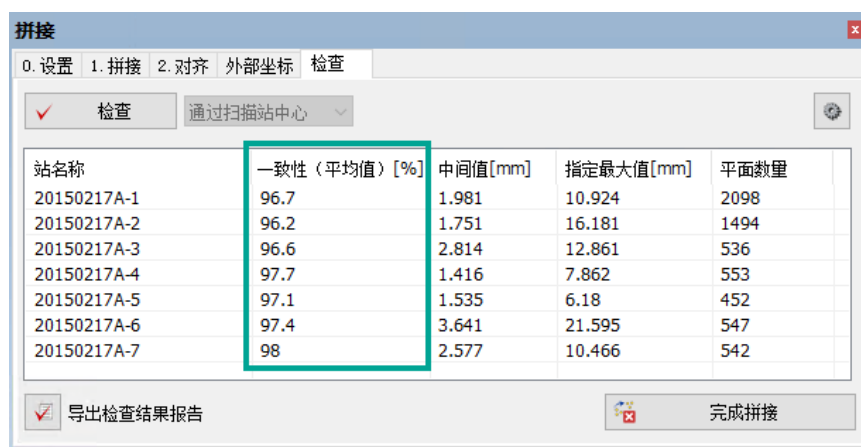 拼接
0.设置 1.拼接 2.对齐 外部坐标 检查
检查 通过扫描站中心
站名称 一致性（平均值）[%] 中间值[mm] 指定最大值[mm] 平面数量
20150217A-1 96.7 1.981 10.924 2098
20150217A-2 96.2 1.751 16.181 1494
20150217A-3 96.6 2.814 12.861 536
20150217A-4 97.7 1.416 7.862 553
20150217A-5 97.1 1.535 6.18 452
20150217A-6 97.4 3.641 21.595 547
20150217A-7 98 2.577 10.466 542
导出检查结果报告 完成拼接